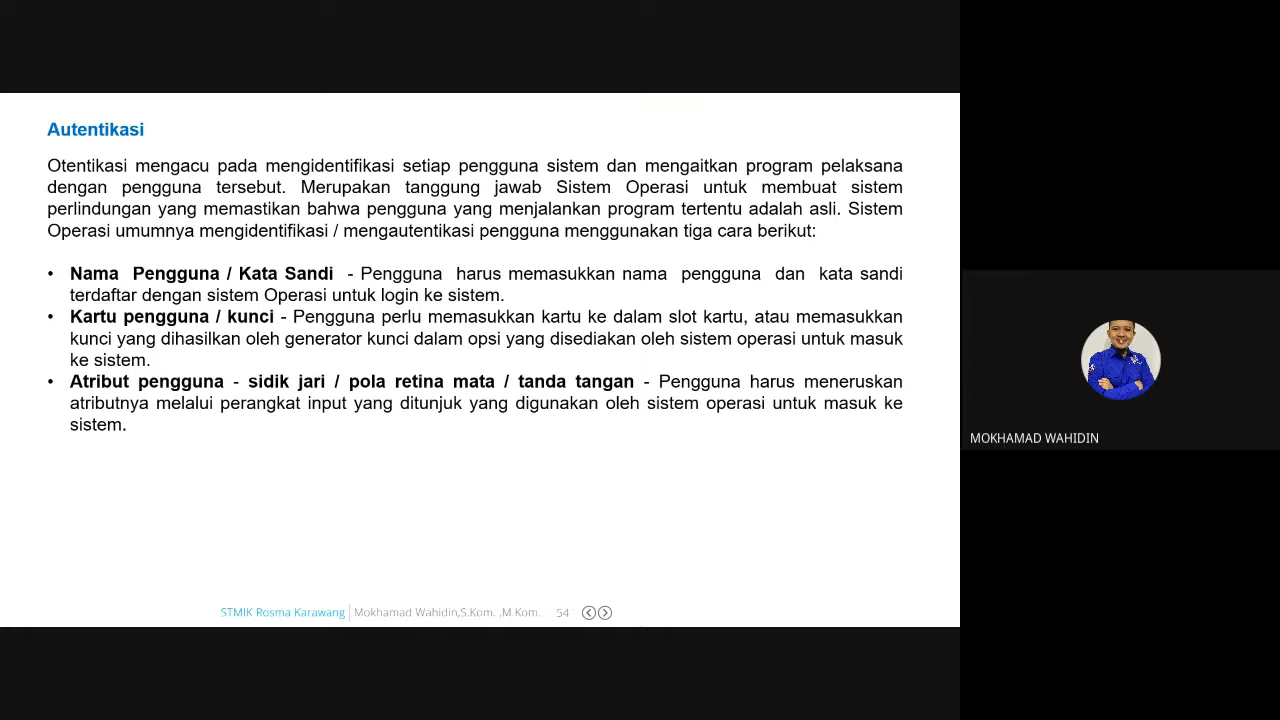 Autentikasi
Otentikasi mengacu pada mengidentifikasi setiap pengguna sistem dan mengaitkan program pelaksana
dengan pengguna tersebut. Merupakan tanggung jawab Sistem Operasi untuk membuat sistem
perlindungan yang memastikan bahwa pengguna yang menjalankan program tertentu adalah asli. Sistem
Operasi umumnya mengidentifikasi / mengautentikasi pengguna menggunakan tiga cara berikut:
• Nama Pengguna / Kata Sandi - Pengguna harus memasukkan nama pengguna dan kata sandi
terdaftar dengan sistem Operasi untuk login ke sistem.
• Kartu pengguna / kunci - Pengguna perlu memasukkan kartu ke dalam slot kartu, atau memasukkan
kunci yang dihasilkan oleh generator kunci dalam opsi yang disediakan oleh sistem operasi untuk masuk
ke sistem.
• Atribut pengguna - sidik jari / pola retina mata / tanda tangan - Pengguna harus meneruskan
atributnya melalui perangkat input yang ditunjuk yang digunakan oleh sistem operasi untuk masuk ke
sistem.
STMIK Rosma Karawang Mokhamad Wahidin,S.Kom. ,M.Kom. 54
MOKHAMAD WAHIDIN